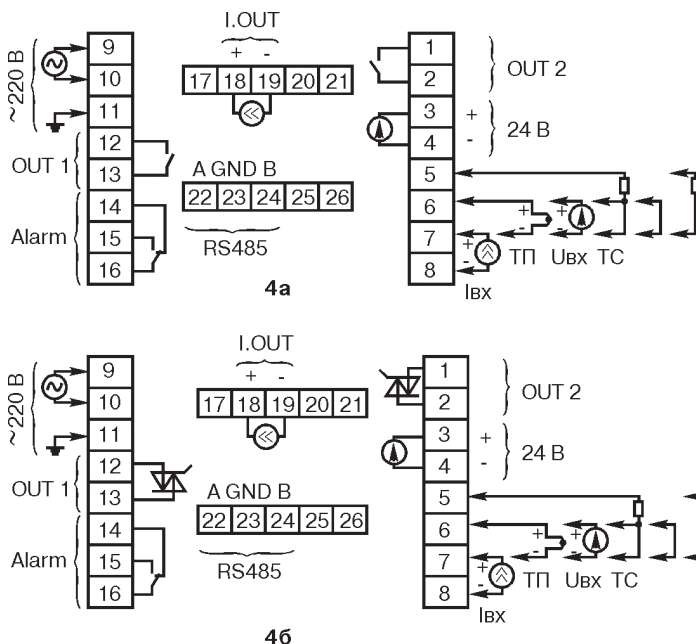 I.OUT
+ -
~220 В
9
10
11
12
13
14
15
16
OUT 1
Alarm
17 18 19 20 21
A GND B
22 23 24 25 26
RS485
1
2
3
4
5
6
7
8
OUT 2
+
-
24 В
+
-
+
-
+
-
ТП Uвх ТС
Iвх
4а
I.OUT
+ -
~220 В
9
10
11
12
13
14
15
16
OUT 1
Alarm
17 18 19 20 21
A GND B
22 23 24 25 26
RS485
1
2
3
4
5
6
7
8
OUT 2
+
-
24 В
+
-
+
-
+
-
ТП Uвх ТС
Iвх
4б